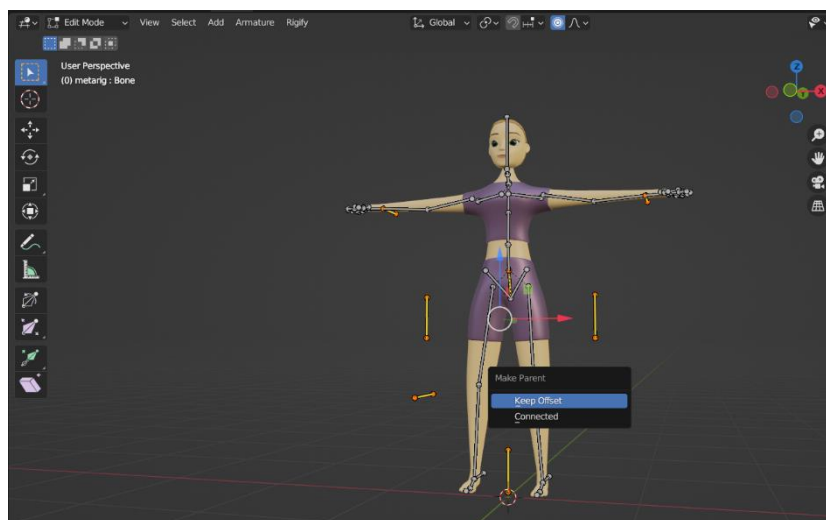 Edit Mode View Select Add Armature Rigify Global
User Perspective
(0) metarig : Bone
Z
X
Y
Make Parent
Keep Offset
Connected